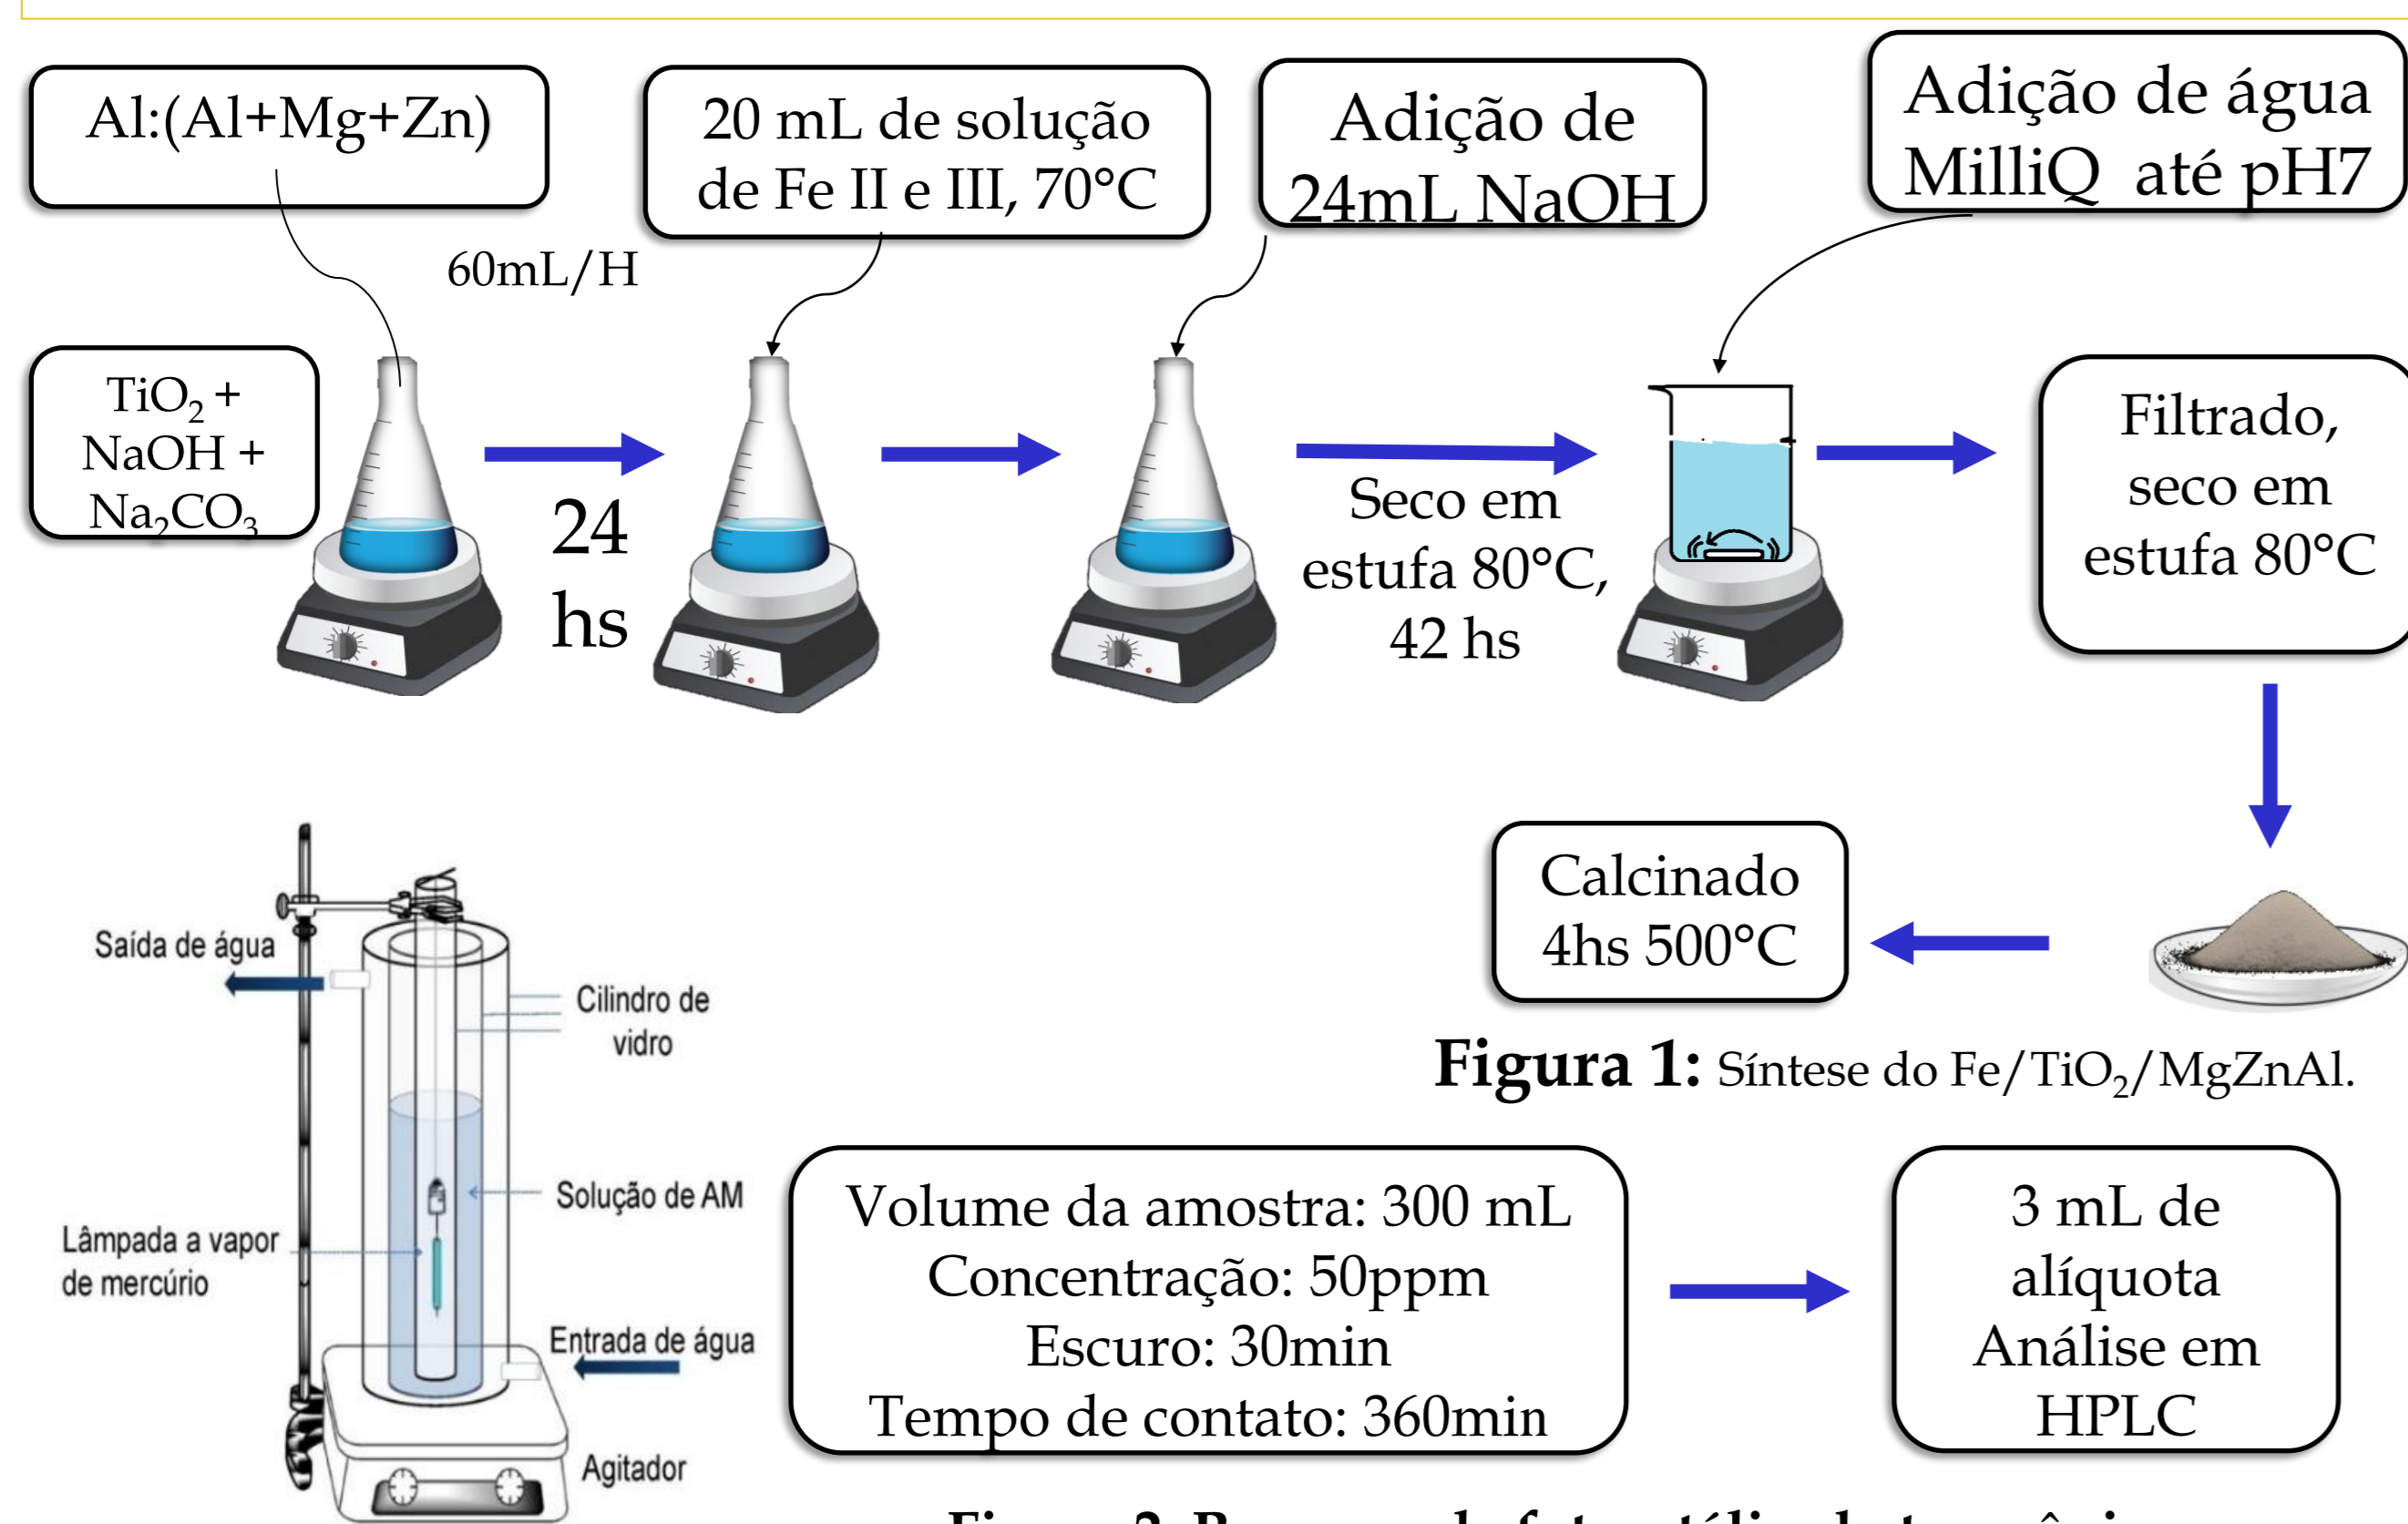 Al:(Al+Mg+Zn)
20 mL de solução
de Fe II e III, 70°C
Adição de
24mL NaOH
Adição de água
MilliQ até pH7
60mL/H
TiO₂ +
NaOH +
Na₂CO₃
24
hs
Seco em
estufa 80°C,
42 hs
Filtrado,
seco em
estufa 80°C
Calcinado
4hs 500°C
Figura 1: Síntese do Fe/TiO₂/MgZnAl.
Saída de água
Cilindro de
vidro
Solução de AM
Lâmpada a vapor
de mercúrio
Entrada de água
Agitador
Volume da amostra: 300 mL
Concentração: 50ppm
Escuro: 30min
Tempo de contato: 360min
3 mL de
alíquota
Análise em
HPLC